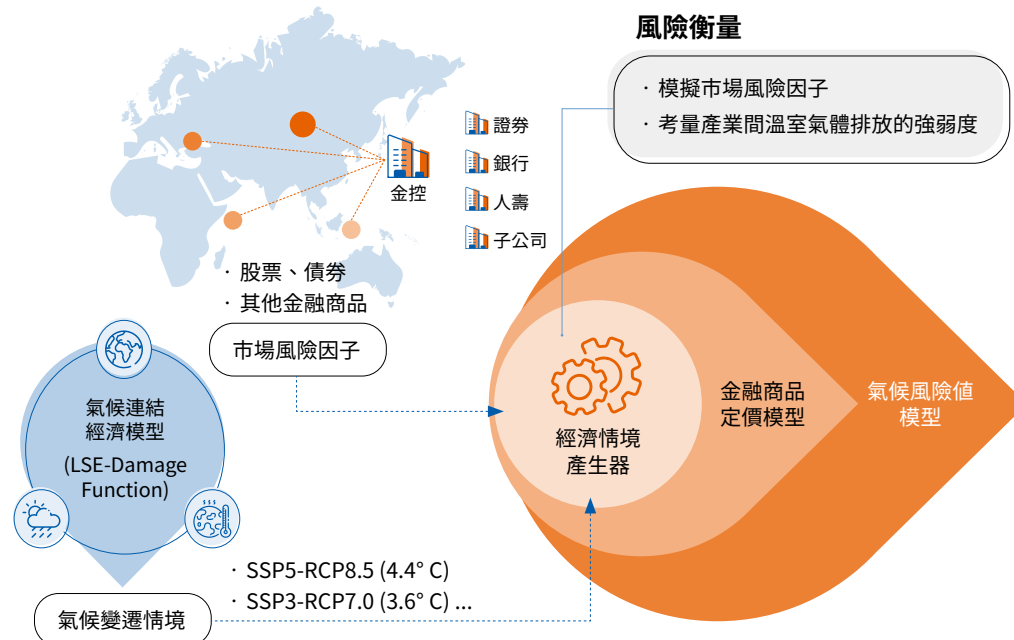 風險衡量
· 模擬市場風險因子
· 考量產業間溫室氣體排放的強弱度
金控
證券
銀行
人壽
子公司
· 股票、債券
· 其他金融商品
市場風險因子
氣候連結
經濟模型
(LSE-Damage
Function)
經濟情境
產生器
金融商品
定價模型
氣候風險值
模型
· SSP5-RCP8.5 (4.4° C)
· SSP3-RCP7.0 (3.6° C) ...
氣候變遷情境